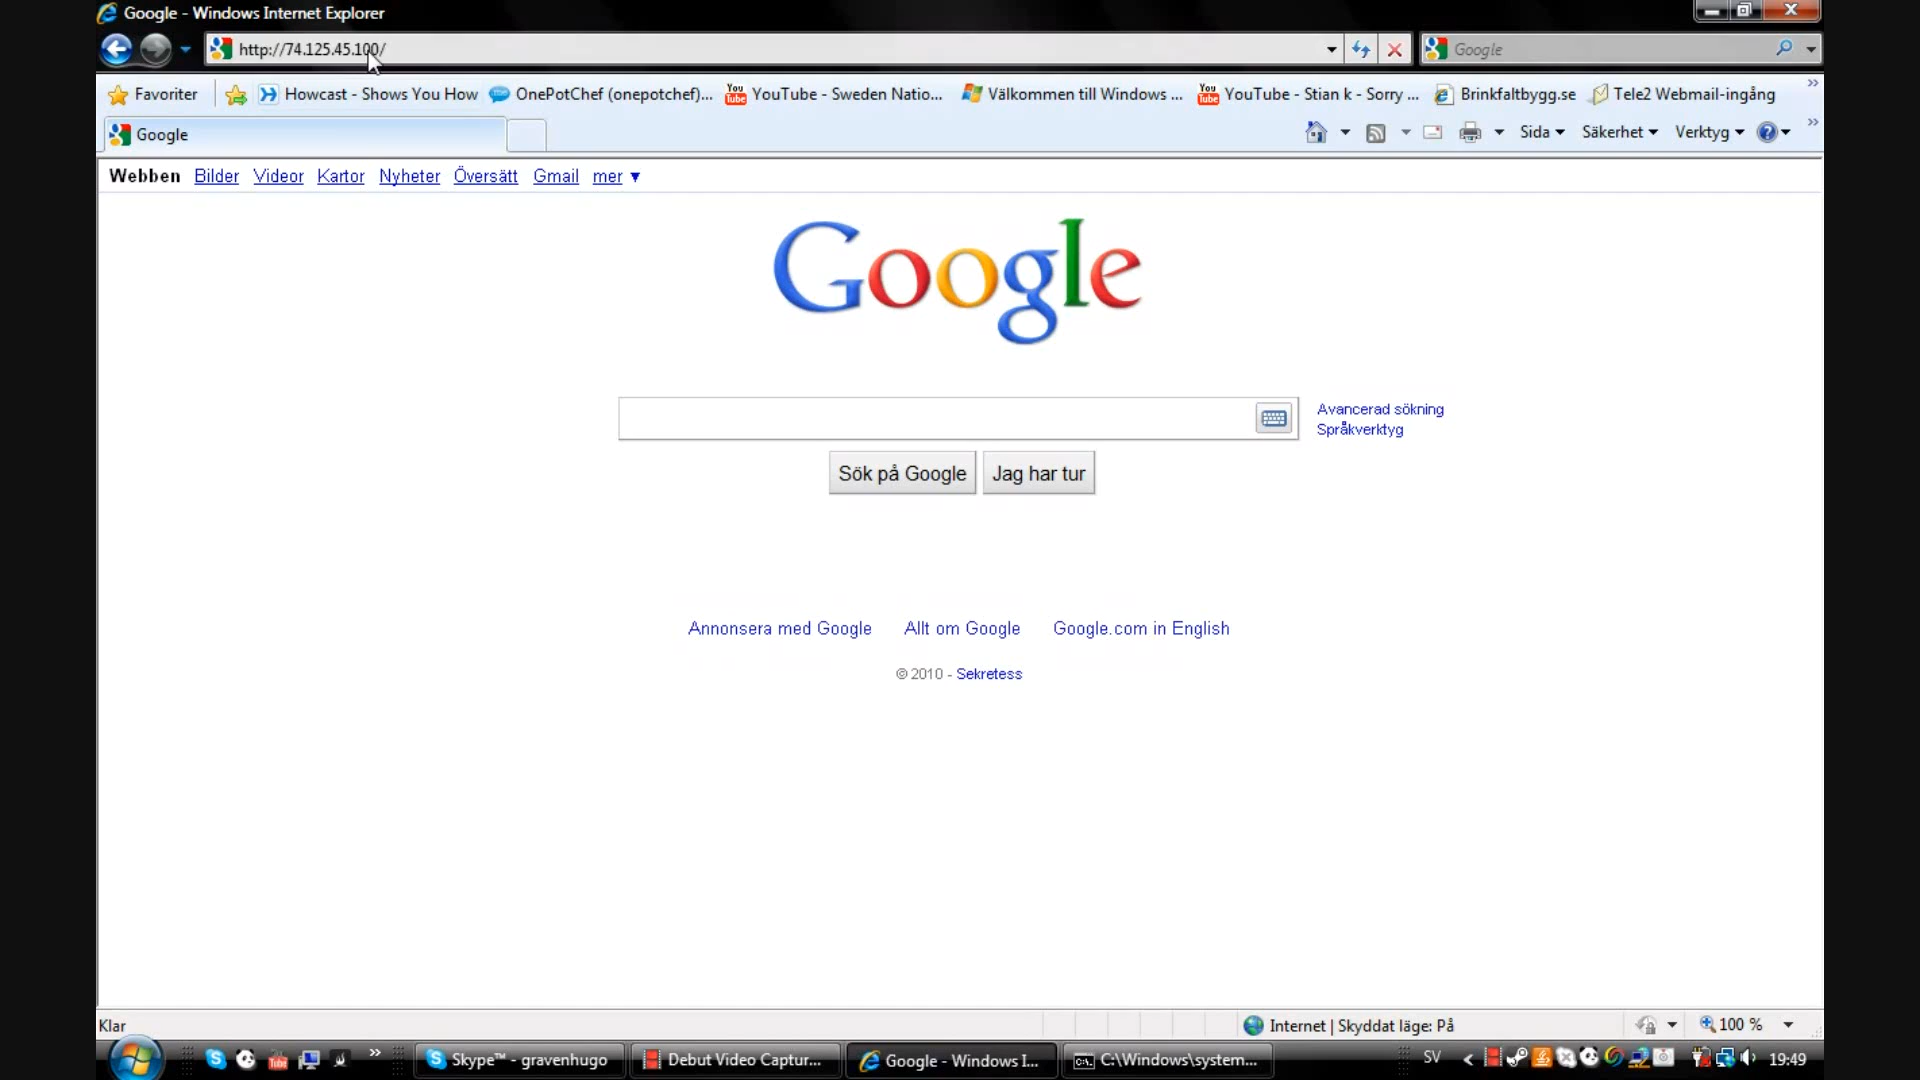 Google - Windows Internet Explorer
http://74.125.45.100/
Google
Favoriter
Howcast - Shows You How
OnePotChef (onepotchef)...
YouTube - Sweden Natio...
Välkommen till Windows ...
YouTube - Stian k - Sorry ...
Brinkfaltbygg.se
Tele2 Webmail-ingång
Google
Sida
Säkerhet
Verktyg
Webben Bilder Videor Kartor Nyheter Översätt Gmail mer ▼
Google
Avancerad sökning
Språkverktyg
Sök på Google
Jag har tur
Annonsera med Google
Allt om Google
Google.com in English
© 2010 - Sekretess
Klar
Internet | Skyddat läge: På
100 %
Skype™ - gravenhugo
Debut Video Captur...
Google - Windows I...
C:\Windows\system...
SV
19:49